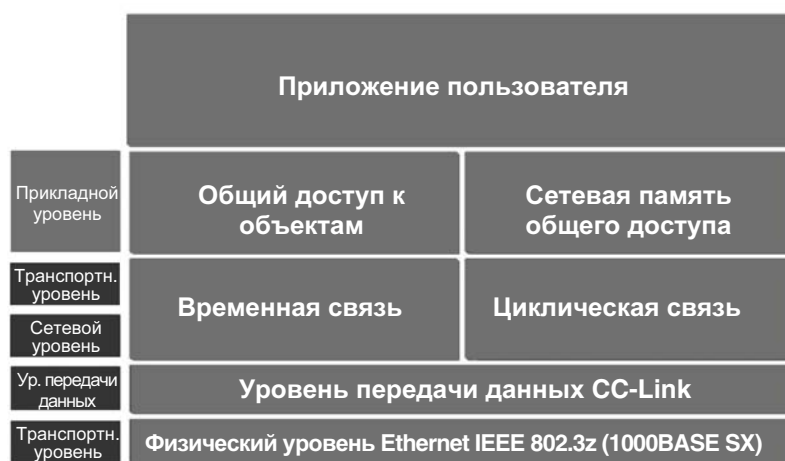 Приложение пользователя
Прикладной
уровень
Общий доступ к
объектам
Сетевая память
общего доступа
Транспортн.
уровень
Сетевой
уровень
Временная связь
Циклическая связь
Ур. передачи
данных
Уровень передачи данных CC-Link
Транспортн.
уровень
Физический уровень Ethernet IEEE 802.3z (1000BASE SX)